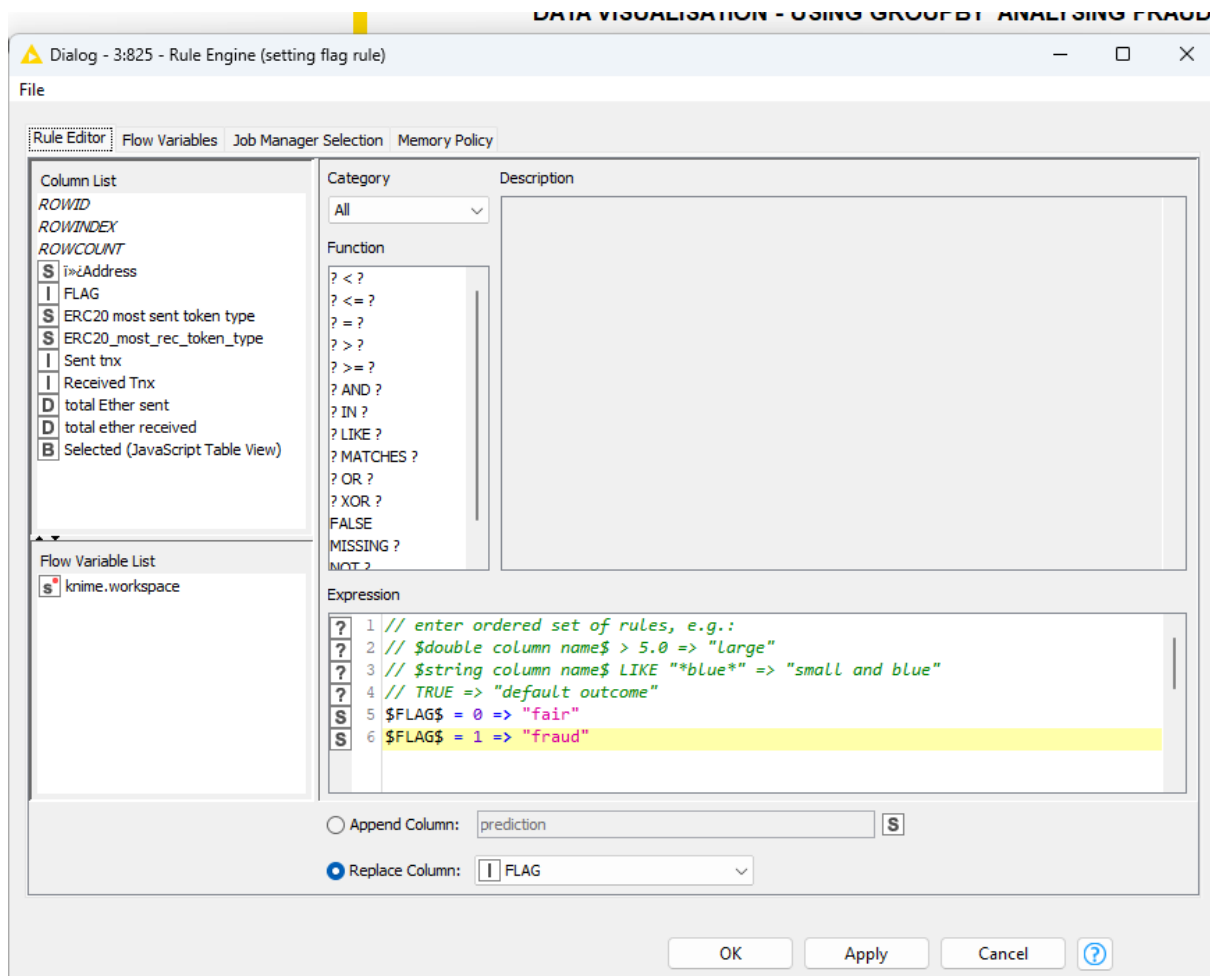 DATA VISUALISATION - USING GROUPBY ANALYSING FRAUD
Dialog - 3:825 - Rule Engine (setting flag rule)
File
Rule Editor Flow Variables Job Manager Selection Memory Policy
Column List
ROWID
ROWINDEX
ROWCOUNT
S ï»¿Address
I FLAG
S ERC20 most sent token type
S ERC20_most_rec_token_type
I Sent tnx
I Received Tnx
D total Ether sent
D total ether received
B Selected (JavaScript Table View)
Flow Variable List
s knime.workspace
Category
All
Function
? < ?
? <= ?
? = ?
? > ?
? >= ?
? AND ?
? IN ?
? LIKE ?
? MATCHES ?
? OR ?
? XOR ?
FALSE
MISSING ?
NOT ?
Description
Expression
? 1 // enter ordered set of rules, e.g.:
? 2 // $double column name$ > 5.0 => "large"
? 3 // $string column name$ LIKE "*blue*" => "small and blue"
? 4 // TRUE => "default outcome"
S 5 $FLAG$ = 0 => "fair"
S 6 $FLAG$ = 1 => "fraud"
Append Column: prediction S
Replace Column: I FLAG
OK Apply Cancel ?